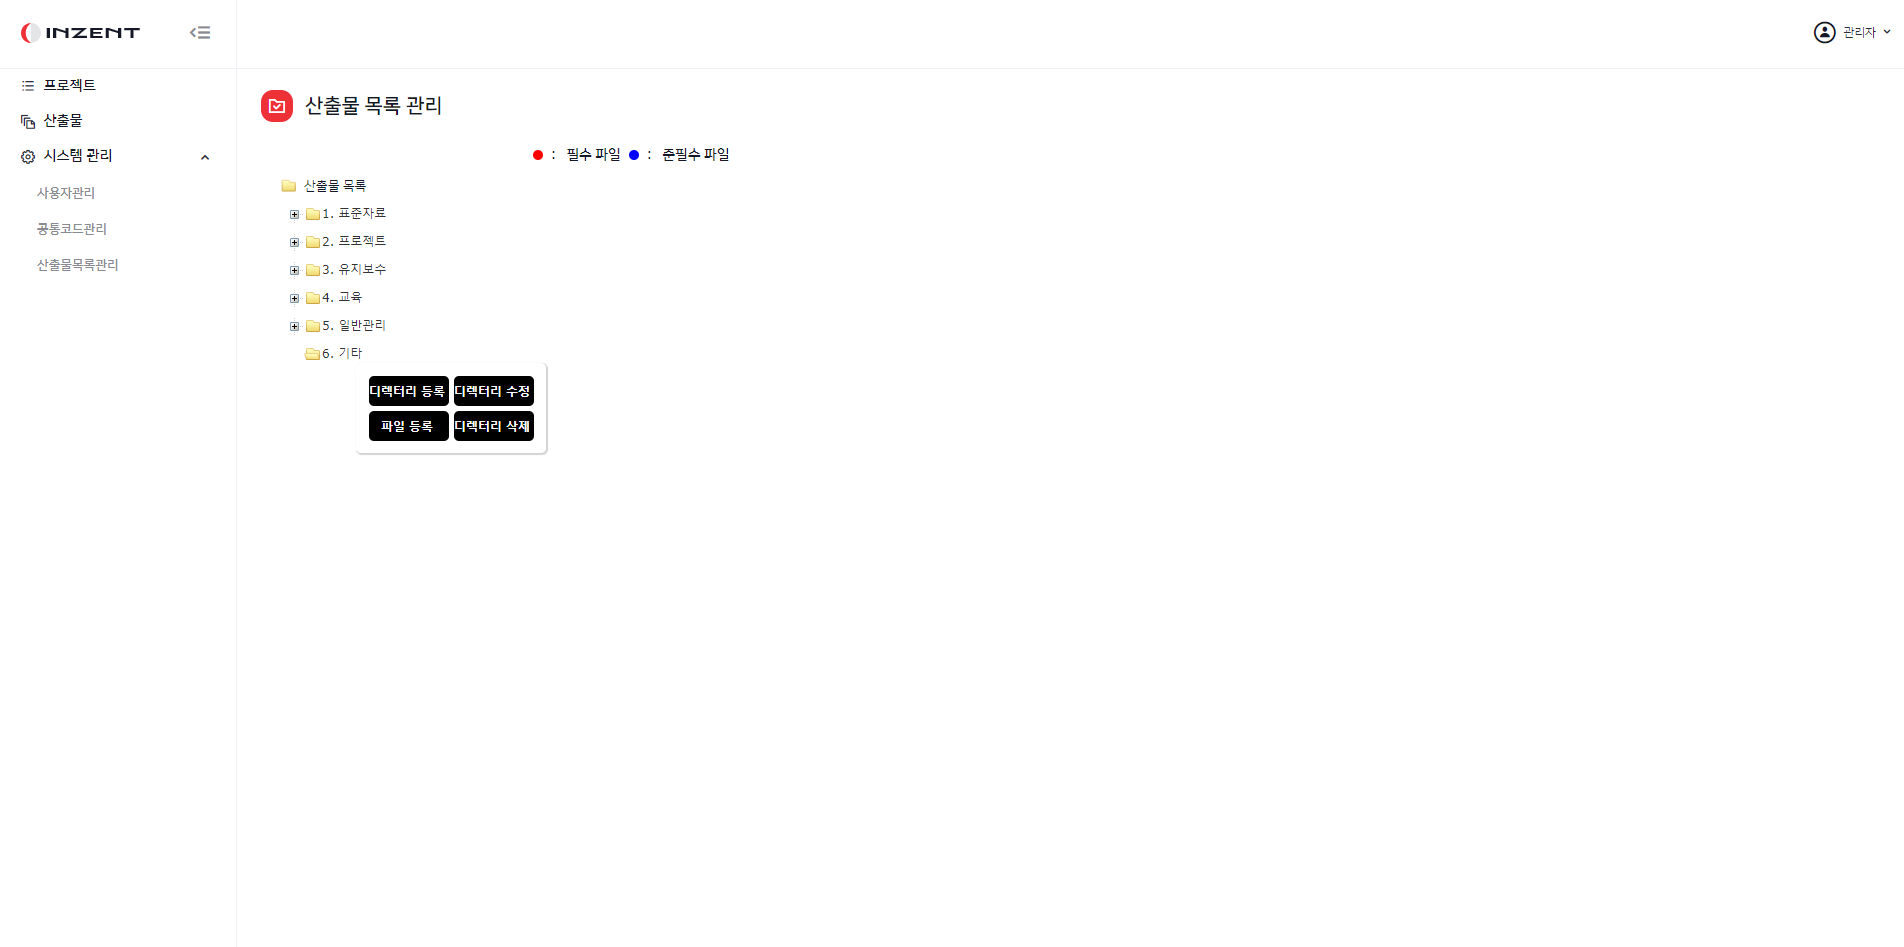 INZENT
관리자
프로젝트
산출물
시스템 관리
사용자관리
공통코드관리
산출물목록관리
산출물 목록 관리
: 필수 파일 : 준필수 파일
산출물 목록
1. 표준자료
2. 프로젝트
3. 유지보수
4. 교육
5. 일반관리
6. 기타
디렉터리 등록 디렉터리 수정
파일 등록 디렉터리 삭제